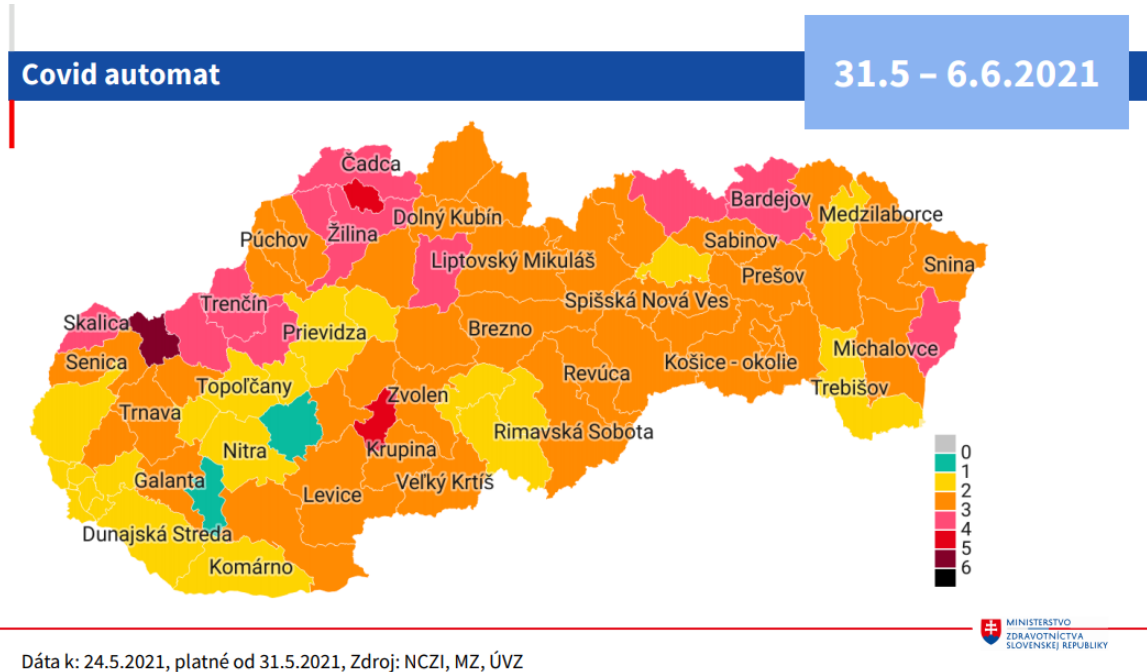 Covid automat
31.5 – 6.6.2021
Čadca
Dolný Kubín
Púchov
Žilina
Bardejov
Medzilaborce
Sabinov
Liptovský Mikuláš
Prešov
Snina
Trenčín
Spišská Nová Ves
Skalica
Prievidza
Brezno
Michalovce
Senica
Košice - okolie
Revúca
Topoľčany
Zvolen
Trebišov
Trnava
Rimavská Sobota
Nitra
Krupina
Galanta
Veľký Krtíš
Levice
Dunajská Streda
Komárno
0
1
2
3
4
5
6
MINISTERSTVO
ZDRAVOTNÍCTVA
SLOVENSKEJ REPUBLIKY
Dáta k: 24.5.2021, platné od 31.5.2021, Zdroj: NCZI, MZ, ÚVZ